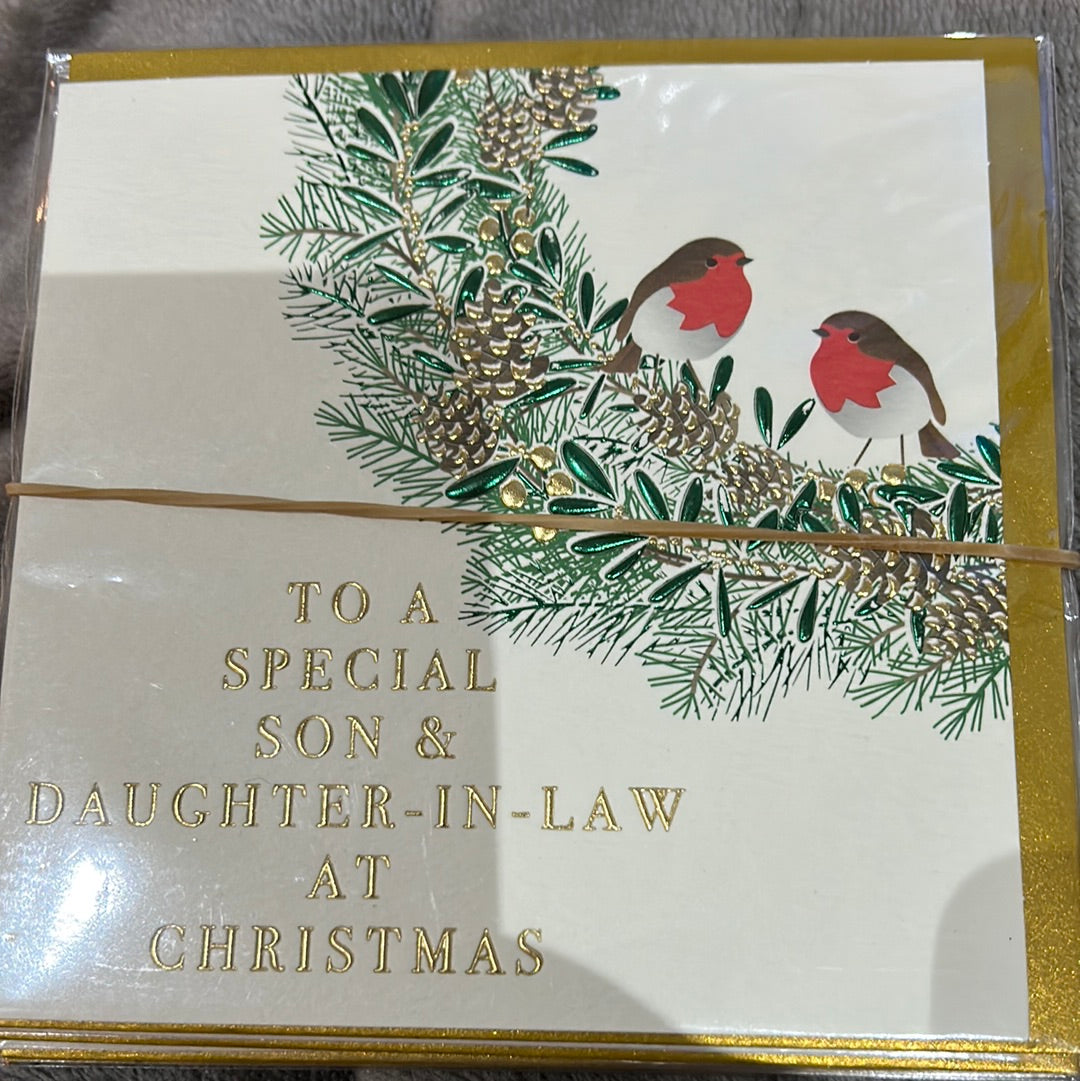 TO A
SPECIAL
SON &
DAUGHTER-IN-LAW
AT
CHRISTMAS